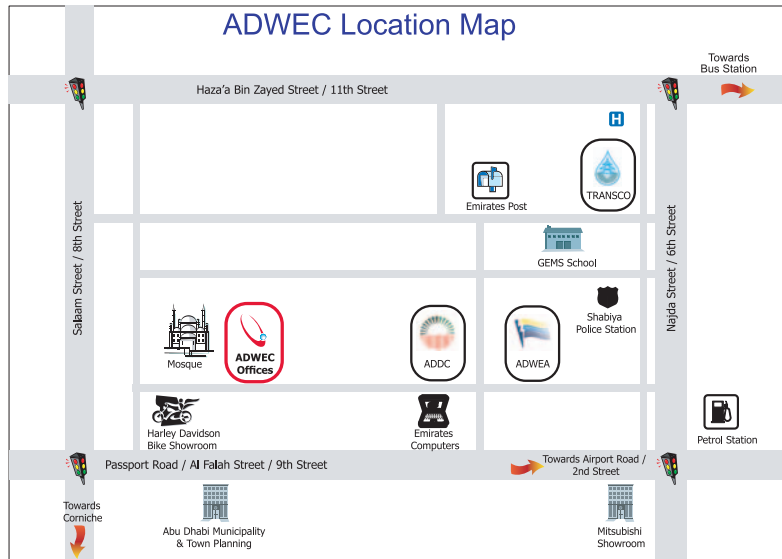 ADWEC Location Map
Towards
Bus Station
Haza'a Bin Zayed Street / 11th Street
H
TRANSCO
Emirates Post
Salaam Street / 8th Street
Najda Street / 6th Street
GEMS School
Shabiya
Police Station
Mosque
ADWEC
Offices
ADDC
ADWEA
Harley Davidson
Bike Showroom
Emirates
Computers
Petrol Station
Passport Road / Al Falah Street / 9th Street
Towards Airport Road /
2nd Street
Towards
Corniche
Abu Dhabi Municipality
& Town Planning
Mitsubishi
Showroom